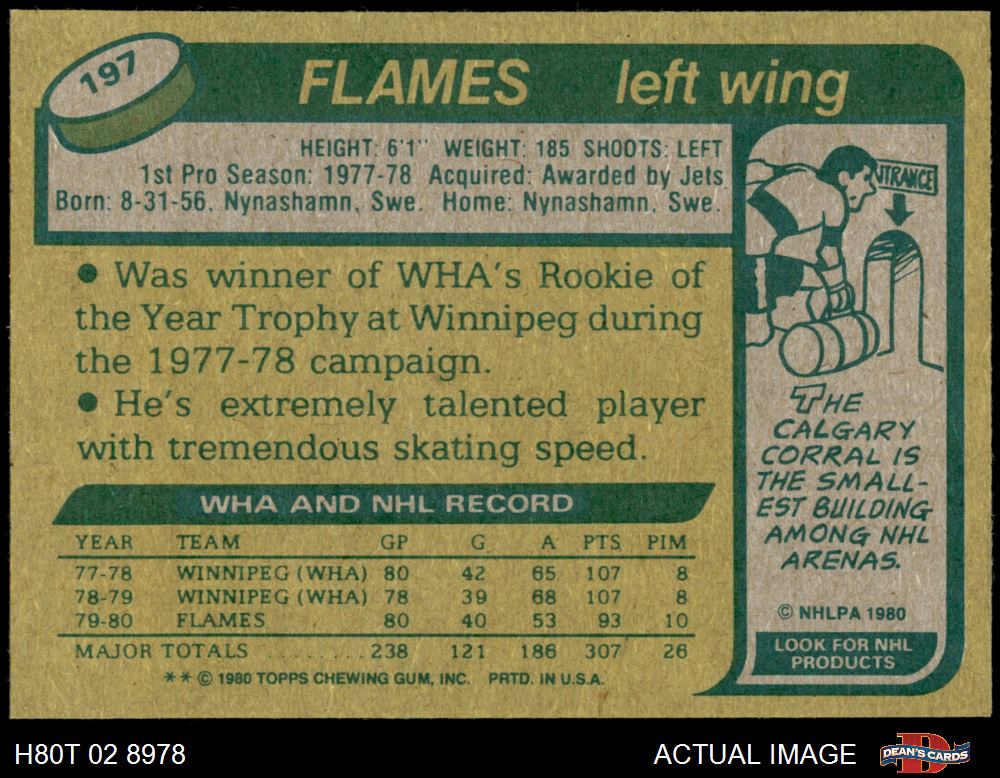 197
FLAMES left wing
HEIGHT: 6'1" WEIGHT: 185 SHOOTS: LEFT
1st Pro Season: 1977-78 Acquired: Awarded by Jets
Born: 8-31-56, Nynashamn, Swe. Home: Nynashamn, Swe.
● Was winner of WHA's Rookie of
the Year Trophy at Winnipeg during
the 1977-78 campaign.
● He's extremely talented player
with tremendous skating speed.
WHA AND NHL RECORD
YEAR TEAM GP G A PTS PIM
77-78 WINNIPEG (WHA) 80 42 65 107 8
78-79 WINNIPEG (WHA) 78 39 68 107 8
79-80 FLAMES 80 40 53 93 10
MAJOR TOTALS ........ 238 121 186 307 26
** © 1980 TOPPS CHEWING GUM, INC. PRTD. IN U.S.A.
NTRANCE
THE
CALGARY
CORRAL IS
THE SMALL-
EST BUILDING
AMONG NHL
ARENAS.
© NHLPA 1980
LOOK FOR NHL
PRODUCTS
H80T 02 8978
ACTUAL IMAGE
DEAN'S CARDS